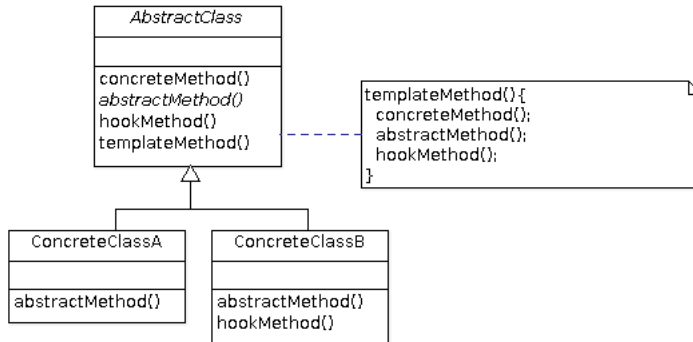 AbstractClass
concreteMethod()
abstractMethod()
hookMethod()
templateMethod()
templateMethod(){
concreteMethod();
abstractMethod();
hookMethod();
}
ConcreteClassA
abstractMethod()
ConcreteClassB
abstractMethod()
hookMethod()